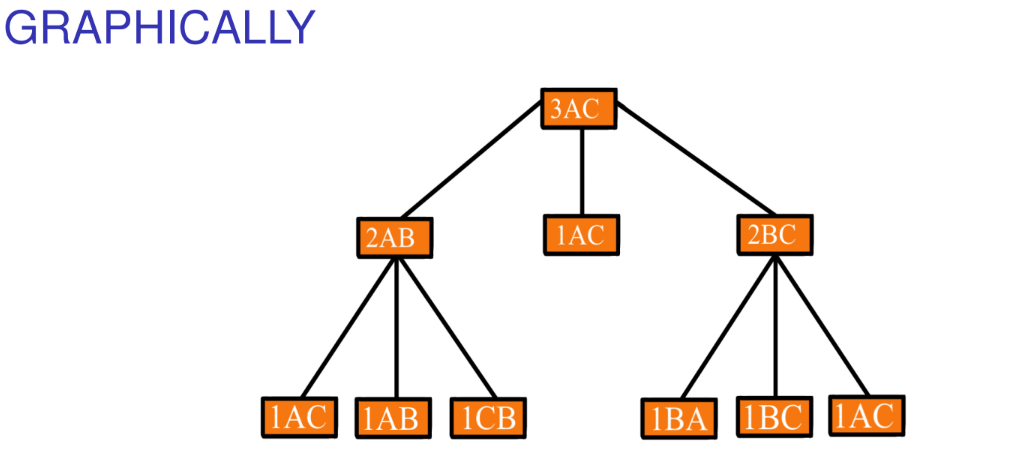 GRAPHICALLY
3AC
2AB
1AC
2BC
1AC
1AB
1CB
1BA
1BC
1AC